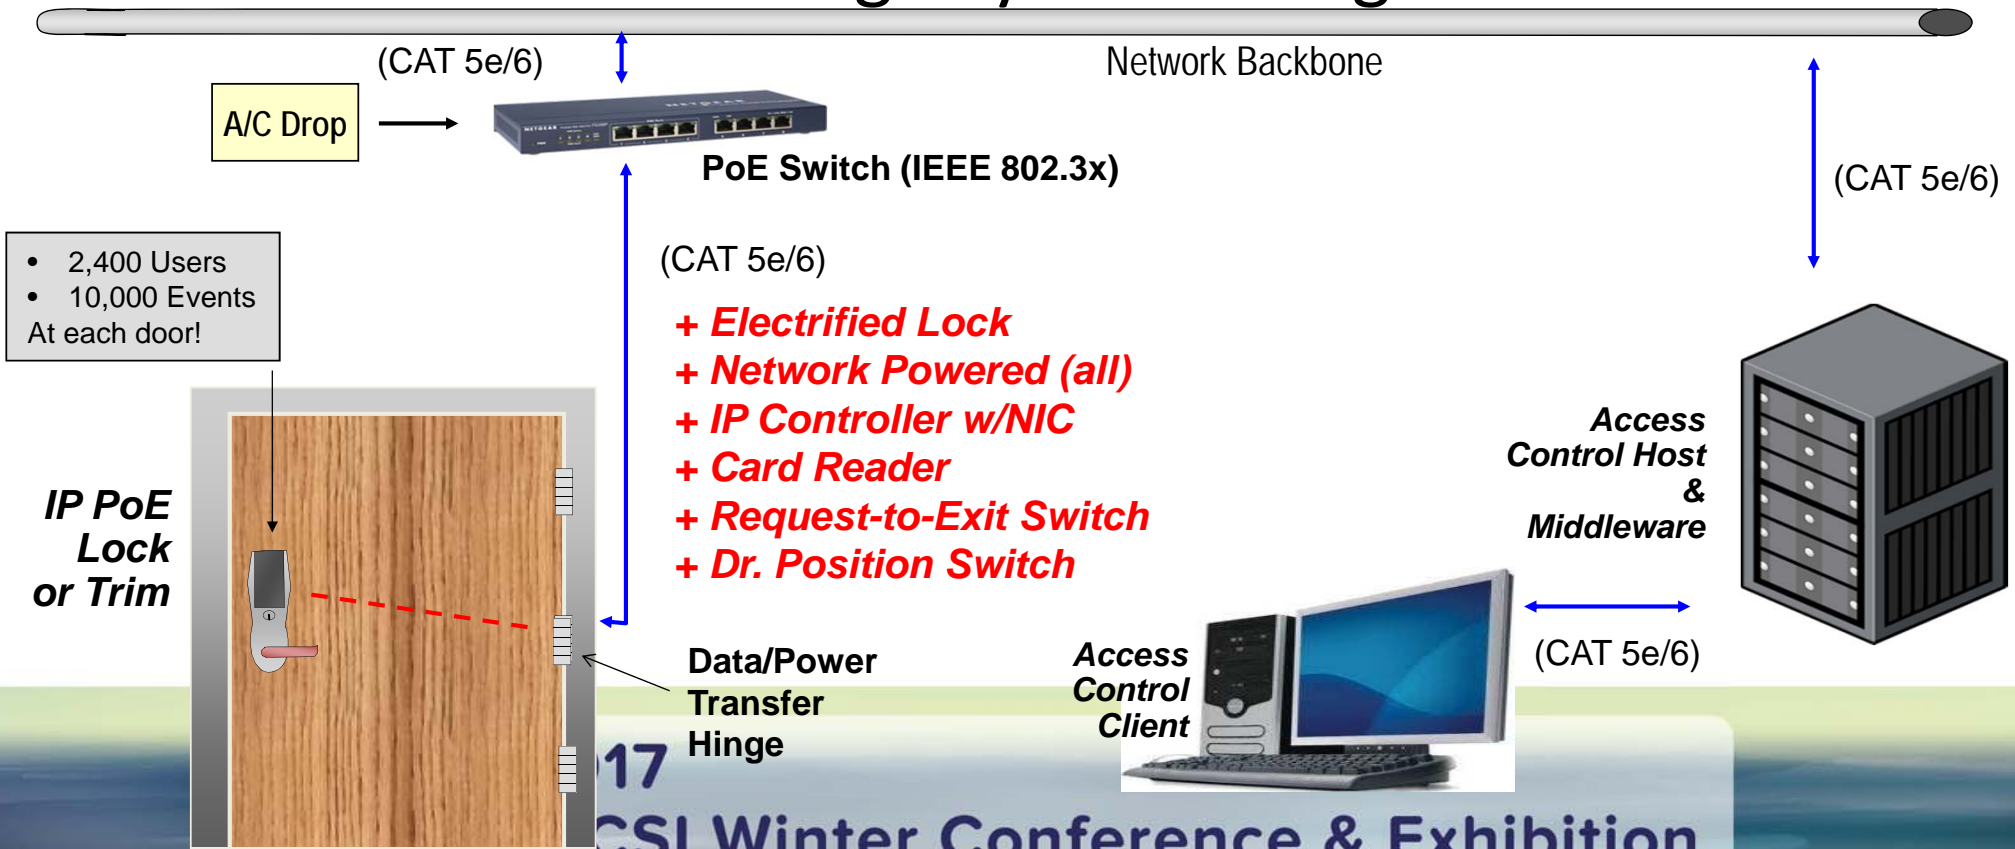 (CAT 5e/6)
Network Backbone
A/C Drop
NETGEAR
NETGEAR
PoE Switch (IEEE 802.3x)
(CAT 5e/6)
• 2,400 Users
• 10,000 Events
At each door!
(CAT 5e/6)
+ Electrified Lock
+ Network Powered (all)
+ IP Controller w/NIC
+ Card Reader
+ Request-to-Exit Switch
+ Dr. Position Switch
IP PoE
Lock
or Trim
Access
Control Host
&
Middleware
Data/Power
Transfer
Hinge
Access
Control
Client
(CAT 5e/6)
17
CSI Winter Conference & Exhibition